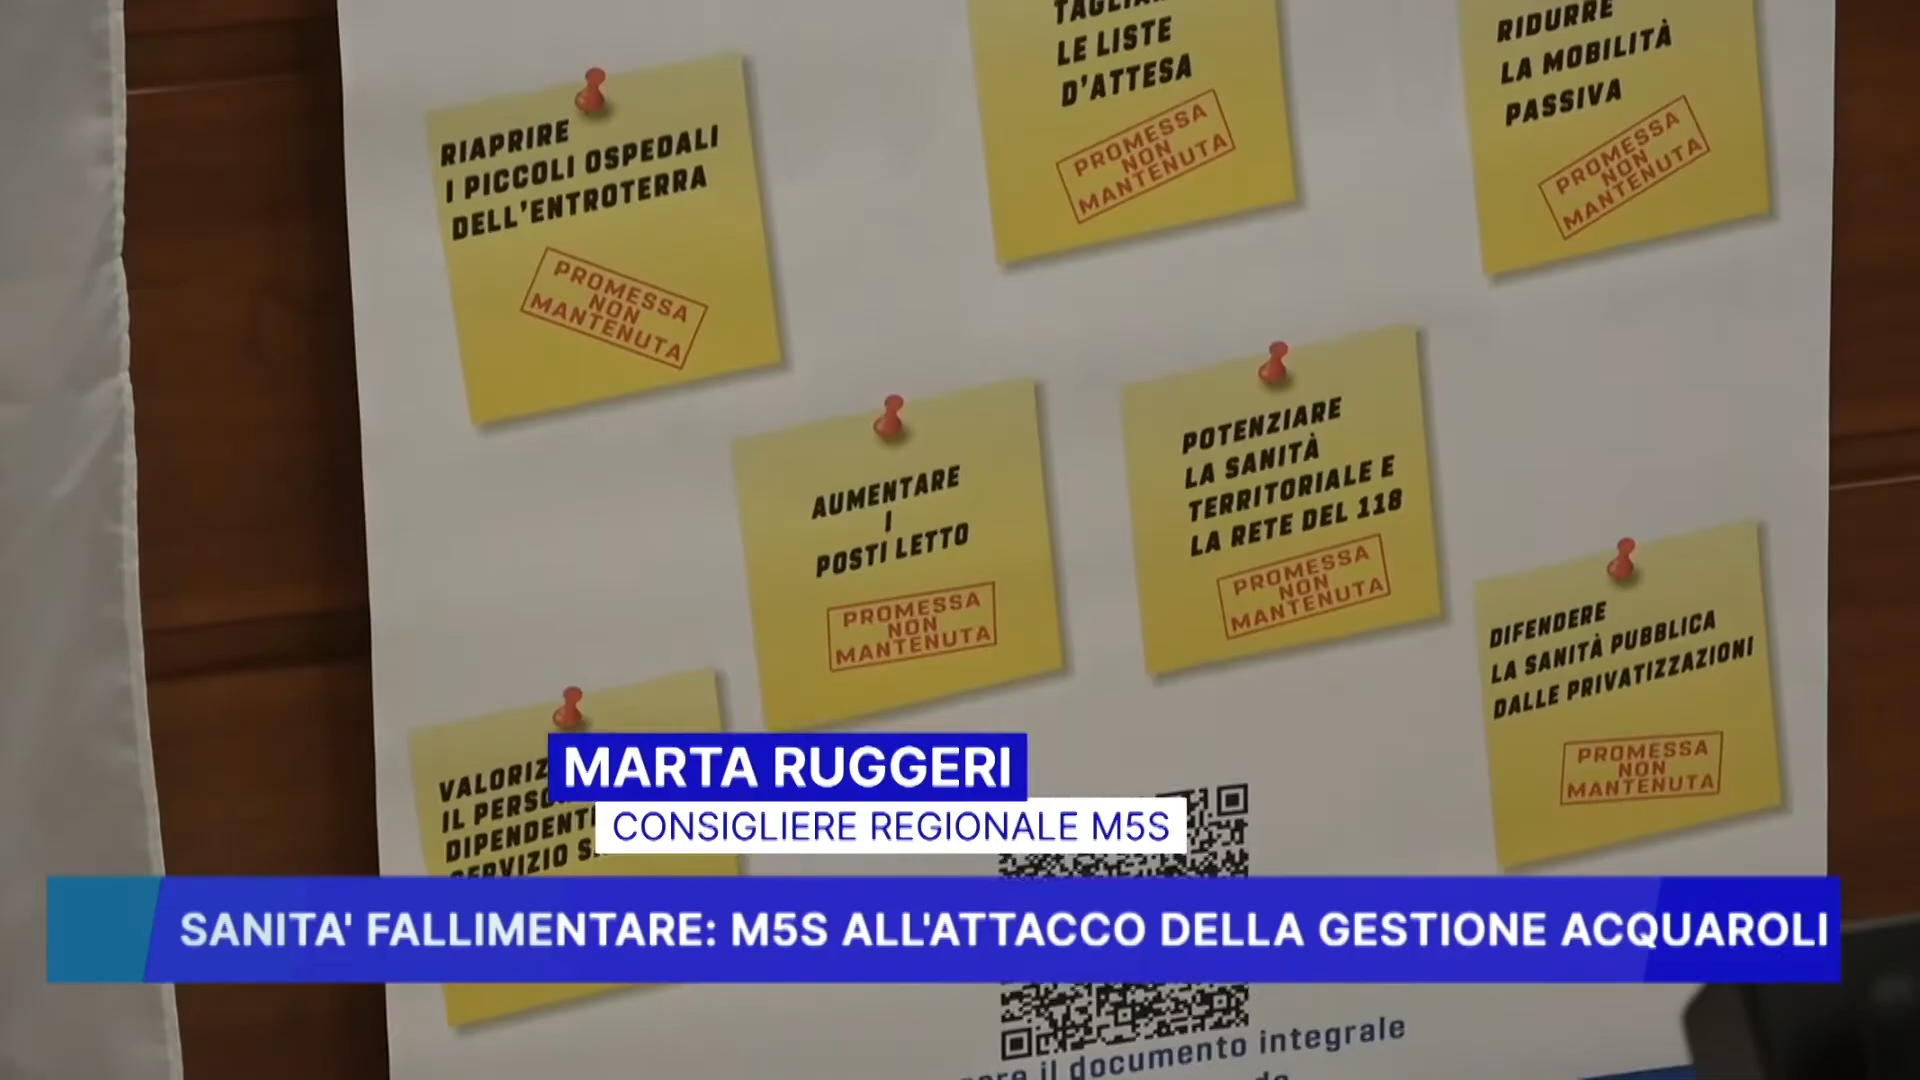 RIAPRIRE
I PICCOLI OSPEDALI
DELL'ENTROTERRA
PROMESSA
NON
MANTENUTA
LE LISTE
D'ATTESA
PROMESSA
NON
MANTENUTA
RIDURRE
LA MOBILITÀ
PASSIVA
PROMESSA
NON
MANTENUTA
AUMENTARE
I
POSTI LETTO
PROMESSA
NON
MANTENUTA
POTENZIARE
LA SANITÀ
TERRITORIALE E
LA RETE DEL 118
PROMESSA
NON
MANTENUTA
DIFENDERE
LA SANITÀ PUBBLICA
DALLE PRIVATIZZAZIONI
PROMESSA
NON
MANTENUTA
IL
SERVIZIO
MARTA RUGGERI
CONSIGLIERE REGIONALE M5S
SANITA' FALLIMENTARE: M5S ALL'ATTACCO DELLA GESTIONE ACQUAROLI
il documento integrale